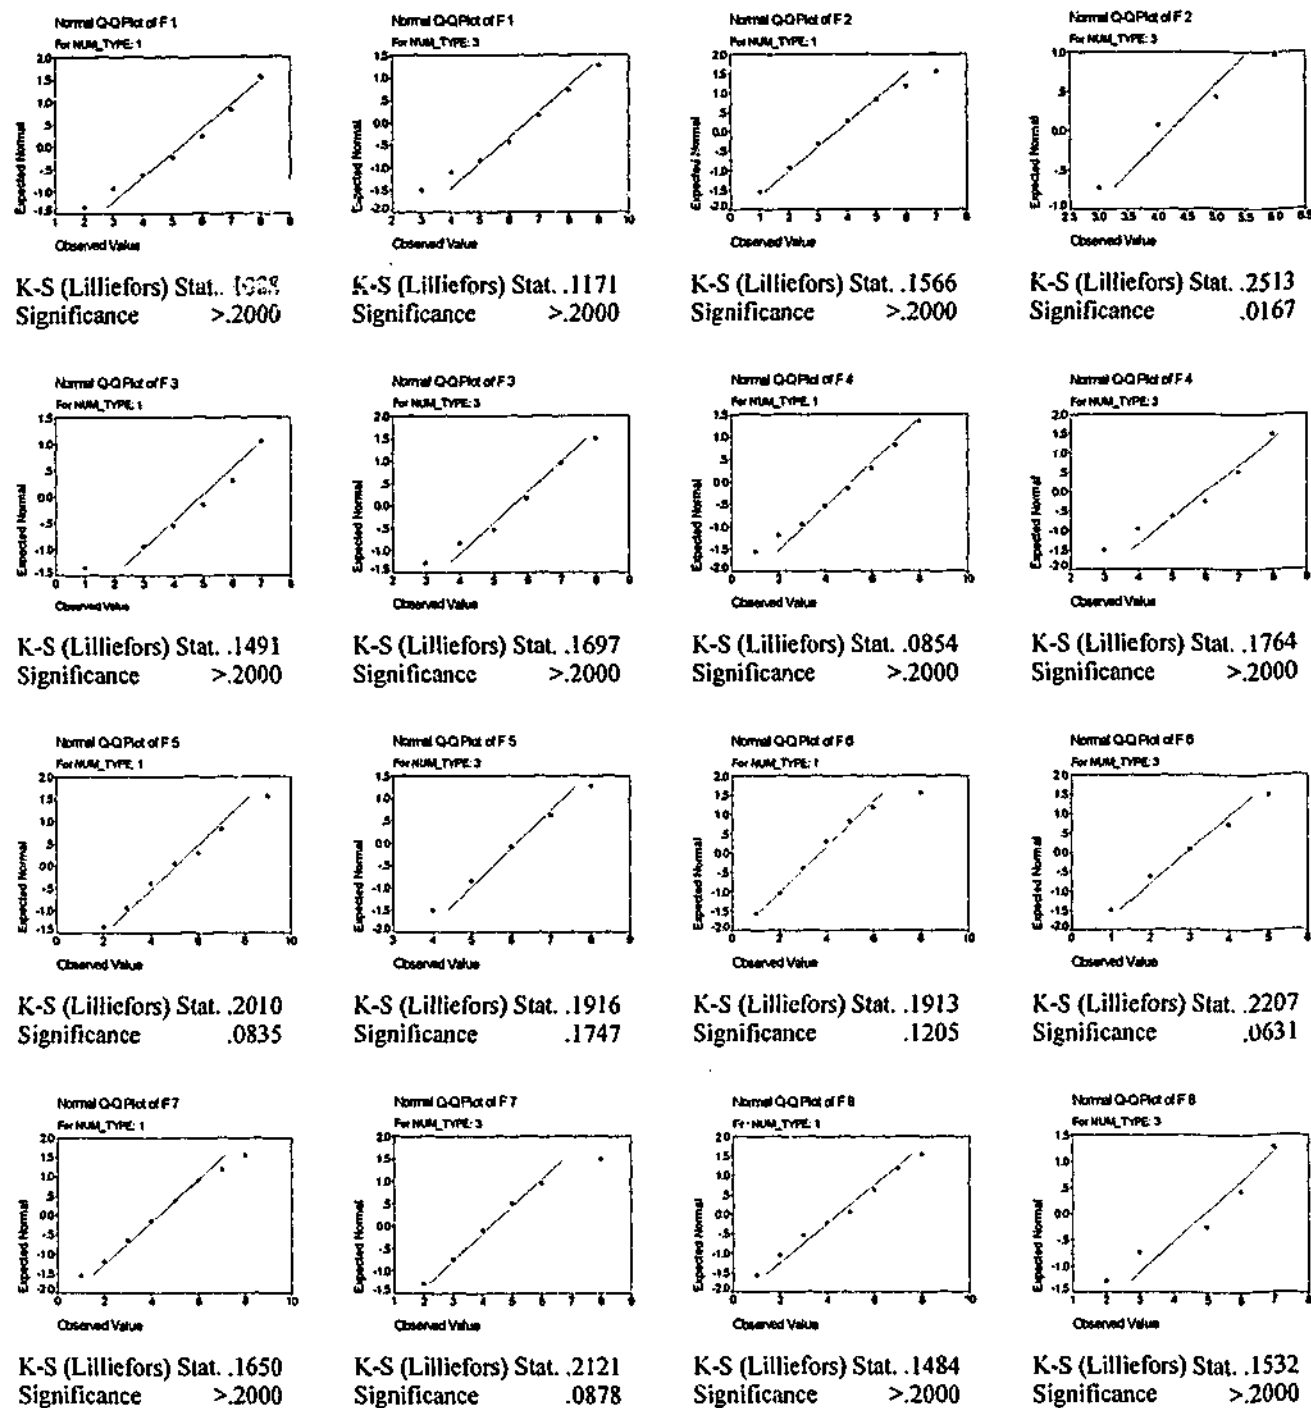 Normal Q-Q Plot of F 1
For NUM_TYPE: 1
Expected Normal
Observed Value
K-S (Lilliefors) Stat..
Significance >.2000
Normal Q-Q Plot of F 1
For NUM_TYPE: 3
Expected Normal
Observed Value
K-S (Lilliefors) Stat. .1171
Significance >.2000
Normal Q-Q Plot of F 2
For NUM_TYPE: 1
Expected Normal
Observed Value
K-S (Lilliefors) Stat. .1566
Significance >.2000
Normal Q-Q Plot of F 2
For NUM_TYPE: 3
Expected Normal
Observed Value
K-S (Lilliefors) Stat. .2513
Significance .0167
Normal Q-Q Plot of F 3
For NUM_TYPE: 1
Expected Normal
Observed Value
K-S (Lilliefors) Stat. .1491
Significance >.2000
Normal Q-Q Plot of F 3
For NUM_TYPE: 3
Expected Normal
Observed Value
K-S (Lilliefors) Stat. .1697
Significance >.2000
Normal Q-Q Plot of F 4
For NUM_TYPE: 1
Expected Normal
Observed Value
K-S (Lilliefors) Stat. .0854
Significance >.2000
Normal Q-Q Plot of F 4
For NUM_TYPE: 3
Expected Normal
Observed Value
K-S (Lilliefors) Stat. .1764
Significance >.2000
Normal Q-Q Plot of F 5
For NUM_TYPE: 1
Expected Normal
Observed Value
K-S (Lilliefors) Stat. .2010
Significance .0835
Normal Q-Q Plot of F 5
For NUM_TYPE: 3
Expected Normal
Observed Value
K-S (Lilliefors) Stat. .1916
Significance .1747
Normal Q-Q Plot of F 6
For NUM_TYPE: 1
Expected Normal
Observed Value
K-S (Lilliefors) Stat. .1913
Significance .1205
Normal Q-Q Plot of F 6
For NUM_TYPE: 3
Expected Normal
Observed Value
K-S (Lilliefors) Stat. .2207
Significance .0631
Normal Q-Q Plot of F 7
For NUM_TYPE: 1
Expected Normal
Observed Value
K-S (Lilliefors) Stat. .1650
Significance >.2000
Normal Q-Q Plot of F 7
For NUM_TYPE: 3
Expected Normal
Observed Value
K-S (Lilliefors) Stat. .2121
Significance .0878
Normal Q-Q Plot of F 8
NUM_TYPE: 1
Expected Normal
Observed Value
K-S (Lilliefors) Stat. .1484
Significance >.2000
Normal Q-Q Plot of F 8
For NUM_TYPE: 3
Expected Normal
Observed Value
K-S (Lilliefors) Stat. .1532
Significance >.2000